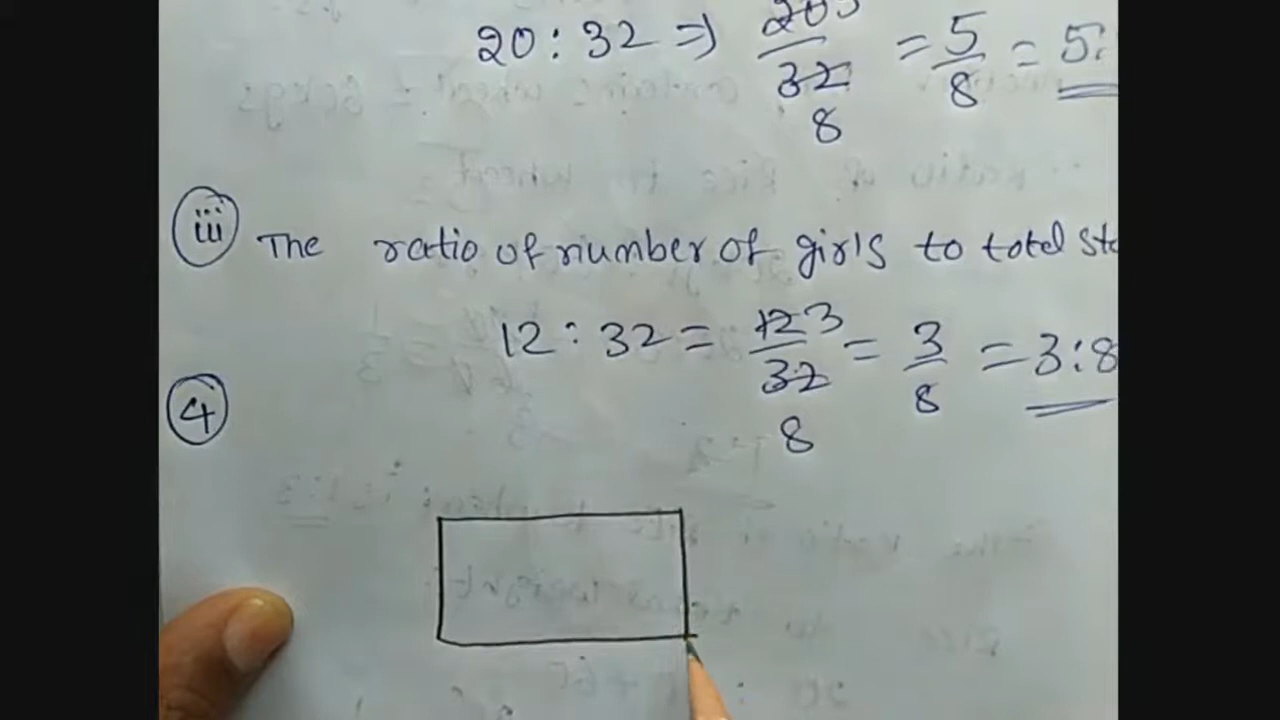 20 : 32 => 20 5 / 32 8 = 5/8 = 5:
iii The ratio of number of girls to total
12 : 32 = 12 3 / 32 8 = 3/8 = 3:8
4